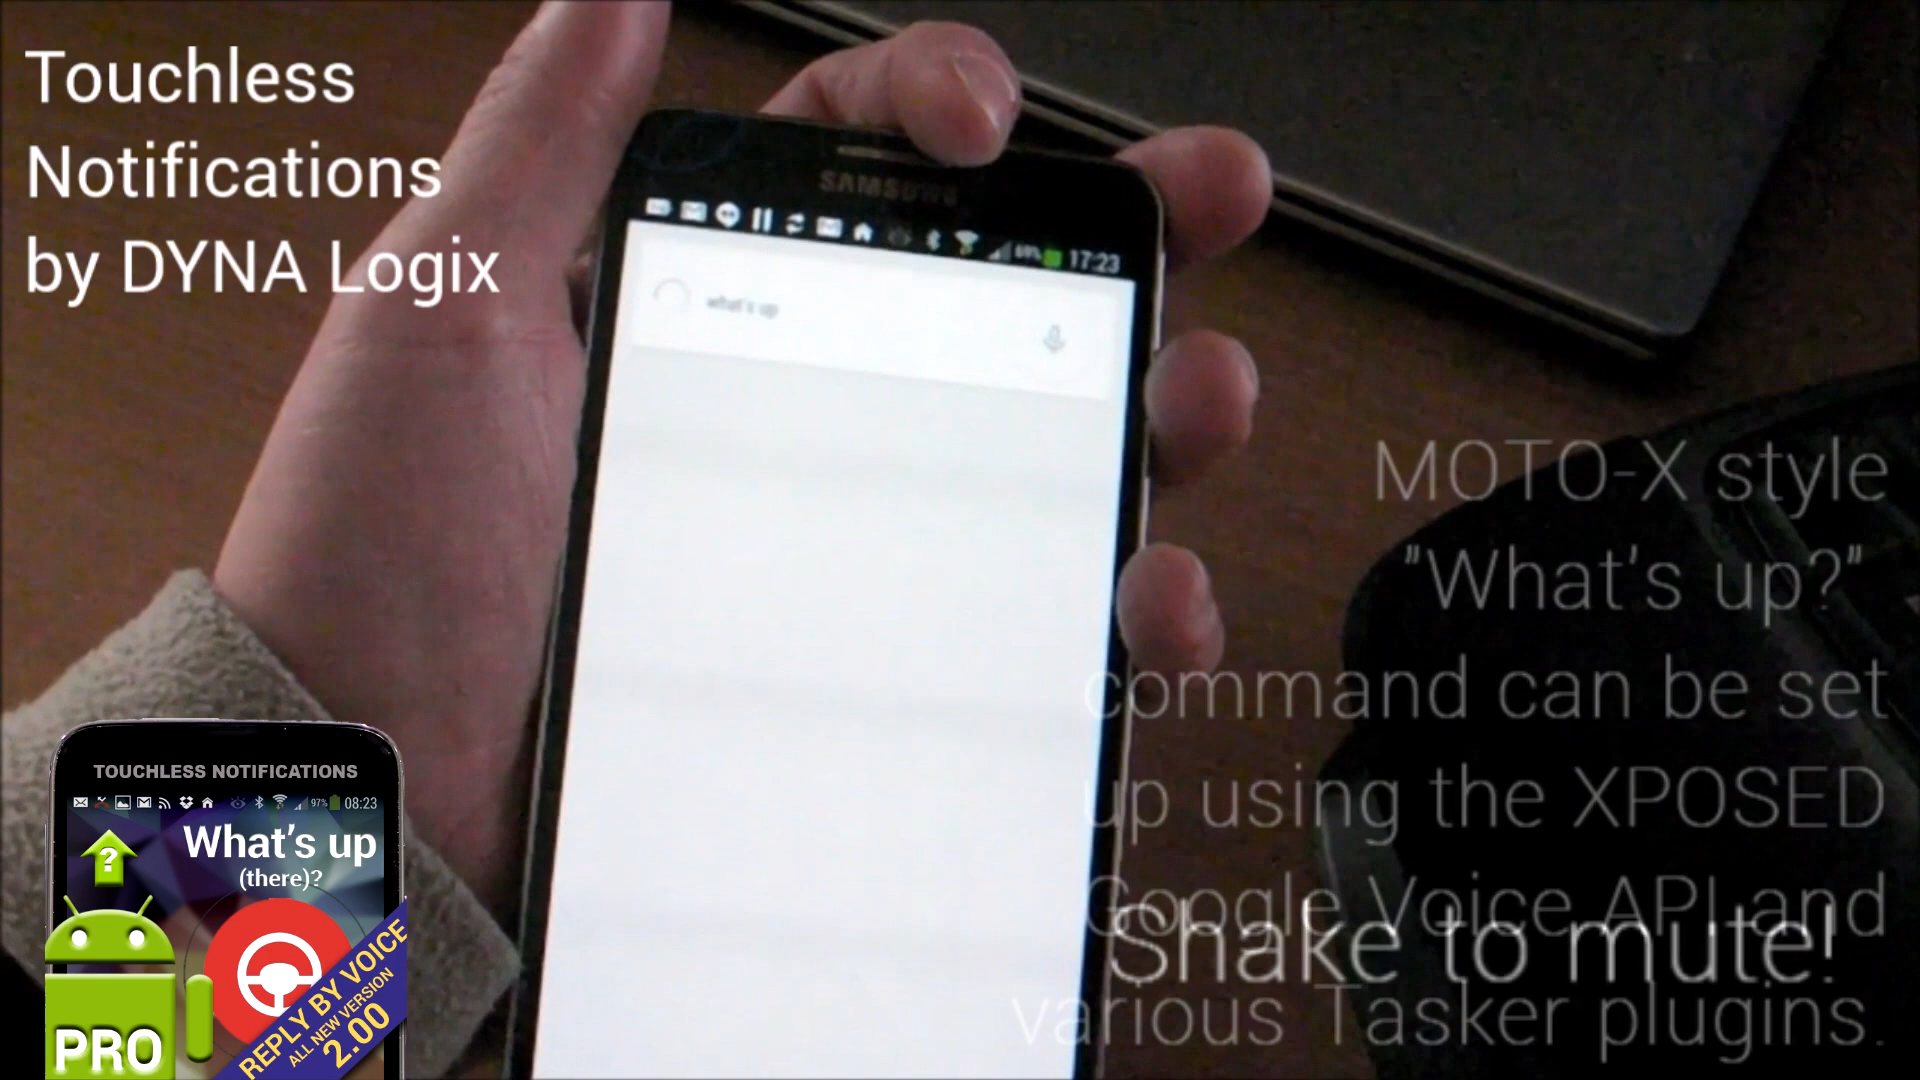 Touchless
Notifications
by DYNA Logix
SAMSUNG
69% 17:23
what's up
MOTO-X style
"What's up?"
command can be set
up using the XPOSED
Google Voice API and
Shake to mute!
various Tasker plugins.
TOUCHLESS NOTIFICATIONS
97% 08:23
?
What's up
(there)?
REPLY BY VOICE
ALL NEW VERSION
2.00
PRO